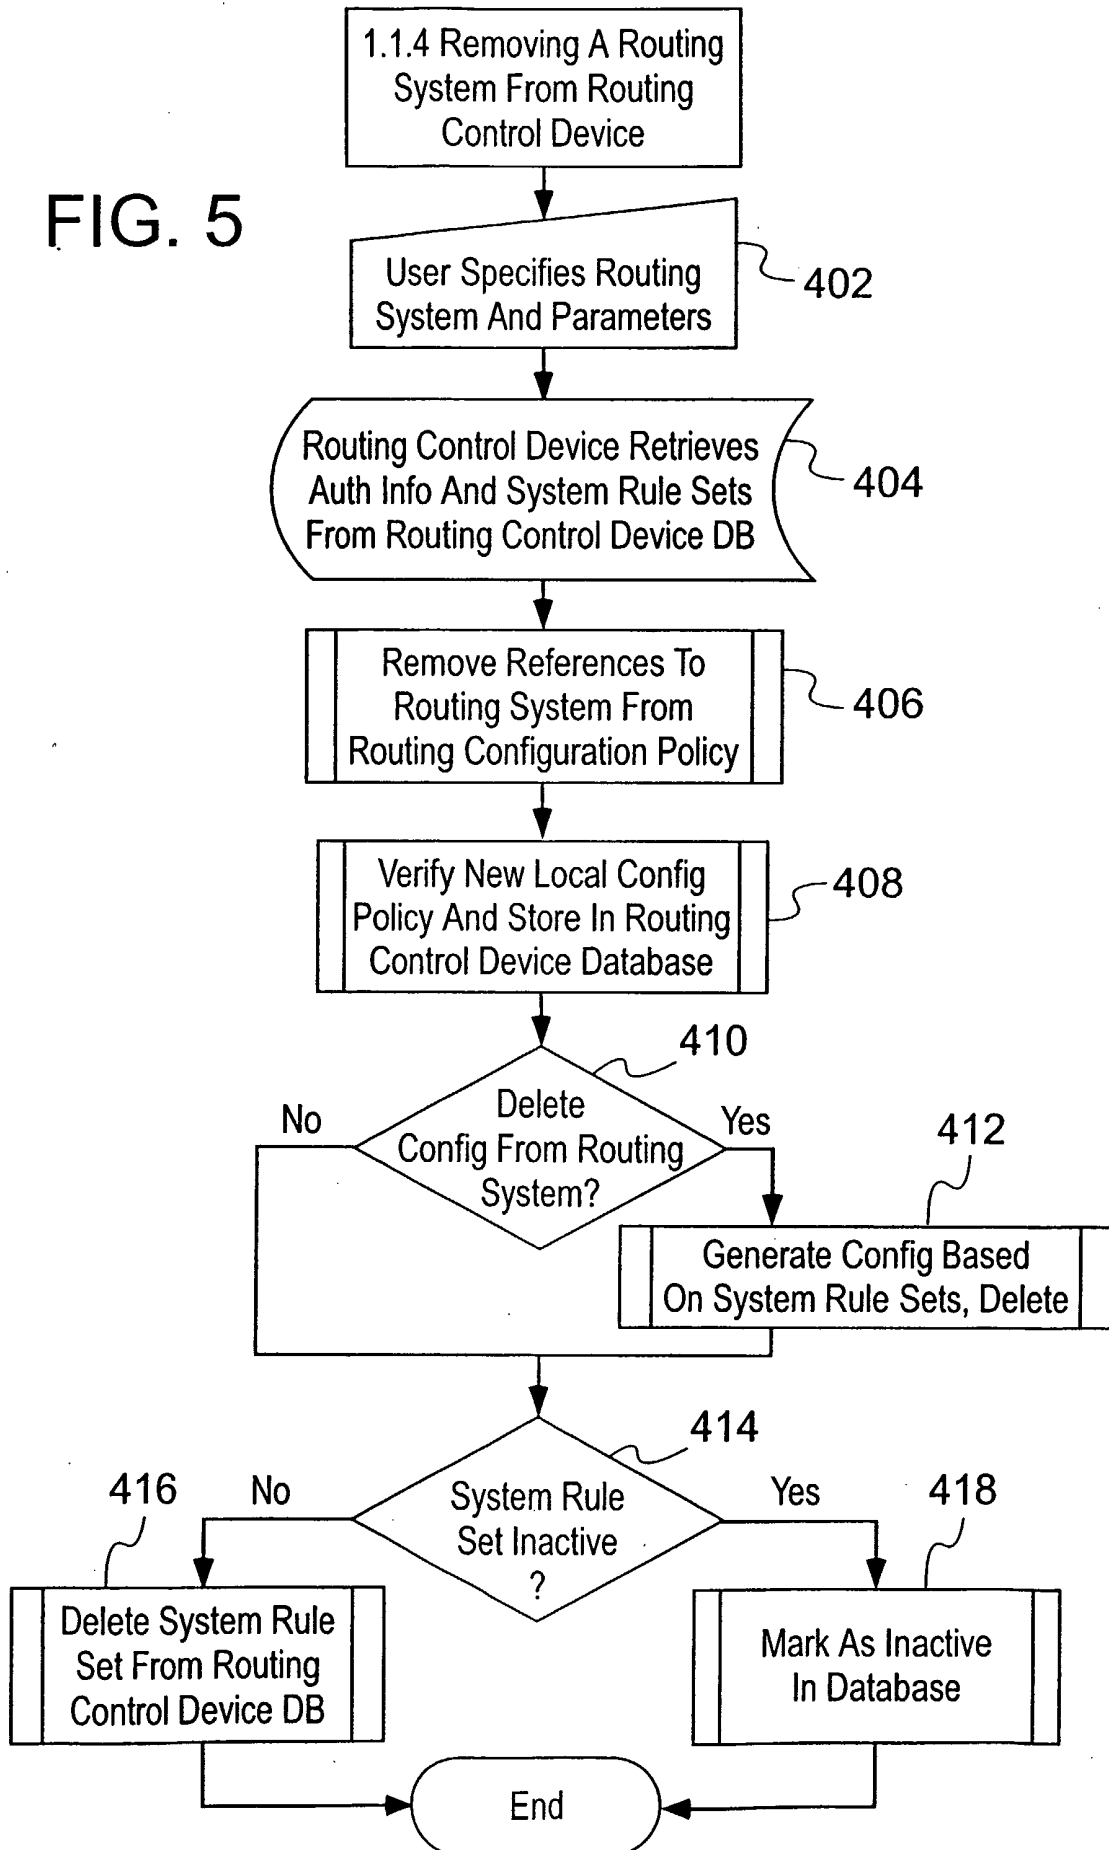 1.1.4 Removing A Routing
System From Routing
Control Device
FIG. 5
User Specifies Routing
System And Parameters
402
Routing Control Device Retrieves
Auth Info And System Rule Sets
From Routing Control Device DB
404
Remove References To
Routing System From
Routing Configuration Policy
406
Verify New Local Config
Policy And Store In Routing
Control Device Database
408
410
No
Delete
Config From Routing
System?
Yes
412
Generate Config Based
On System Rule Sets, Delete
414
416
No
System Rule
Set Inactive
?
Yes
418
Delete System Rule
Set From Routing
Control Device DB
Mark As Inactive
In Database
End